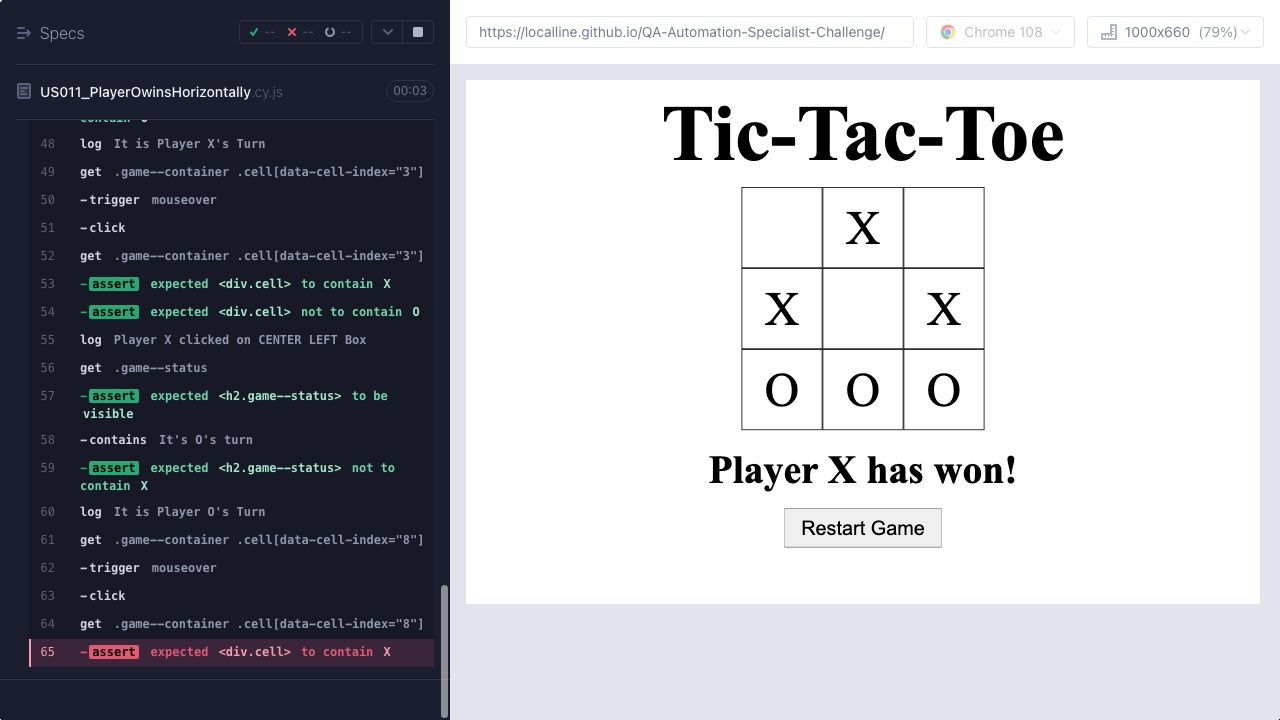 Specs
-- -- --
US011_PlayerOwinsHorizontally.cy.js 00:03
48 log It is Player X's Turn
49 get .game--container .cell[data-cell-index="3"]
50 -trigger mouseover
51 -click
52 get .game--container .cell[data-cell-index="3"]
53 -assert expected <div.cell> to contain X
54 -assert expected <div.cell> not to contain O
55 log Player X clicked on CENTER LEFT Box
56 get .game--status
57 -assert expected <h2.game--status> to be
visible
58 -contains It's O's turn
59 -assert expected <h2.game--status> not to
contain X
60 log It is Player O's Turn
61 get .game--container .cell[data-cell-index="8"]
62 -trigger mouseover
63 -click
64 get .game--container .cell[data-cell-index="8"]
65 -assert expected <div.cell> to contain X
https://localline.github.io/QA-Automation-Specialist-Challenge/
Chrome 108
1000x660 (79%)
Tic-Tac-Toe
X
X X
O O O
Player X has won!
Restart Game